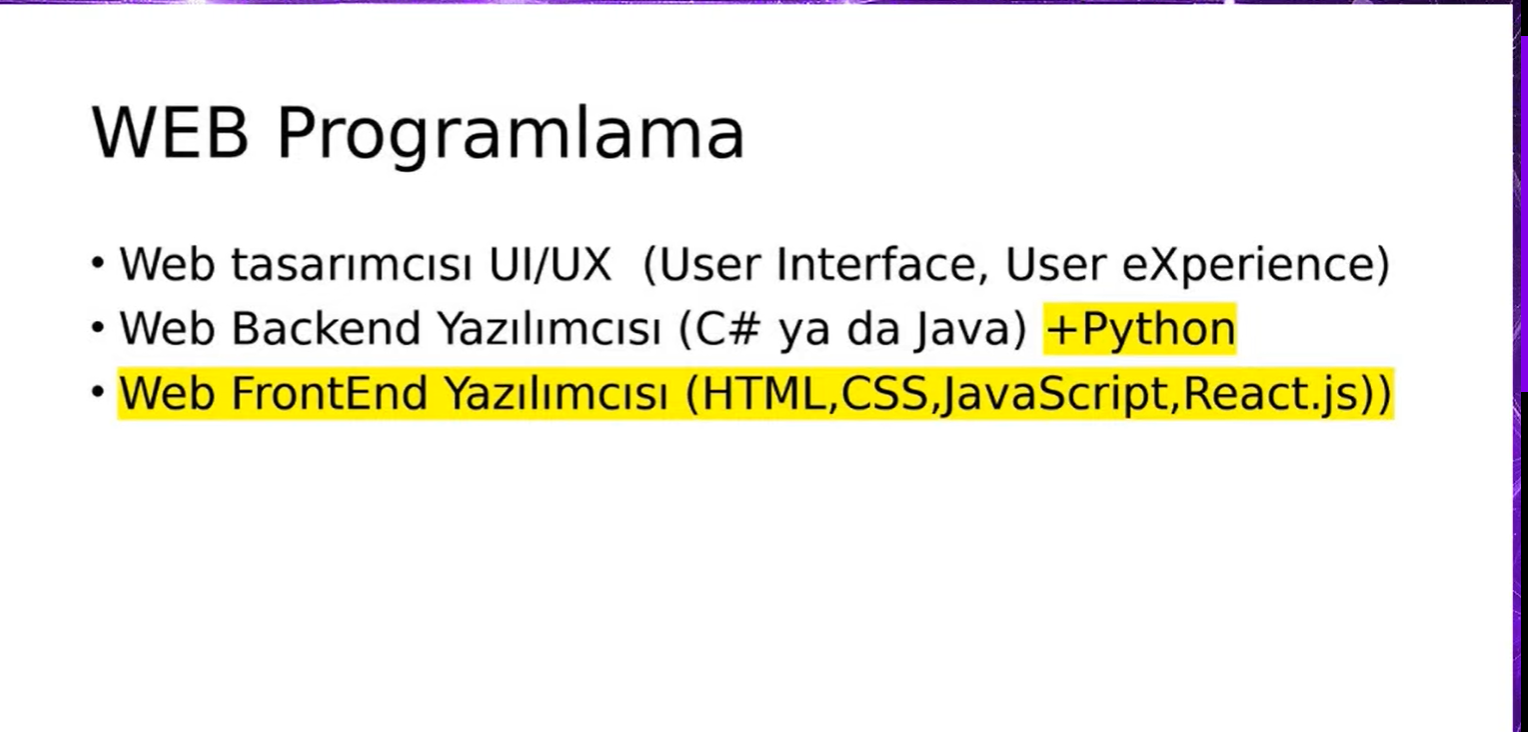 WEB Programlama
• Web tasarımcısı UI/UX (User Interface, User eXperience)
• Web Backend Yazılımcısı (C# ya da Java) +Python
• Web FrontEnd Yazılımcısı (HTML,CSS,JavaScript,React.js))